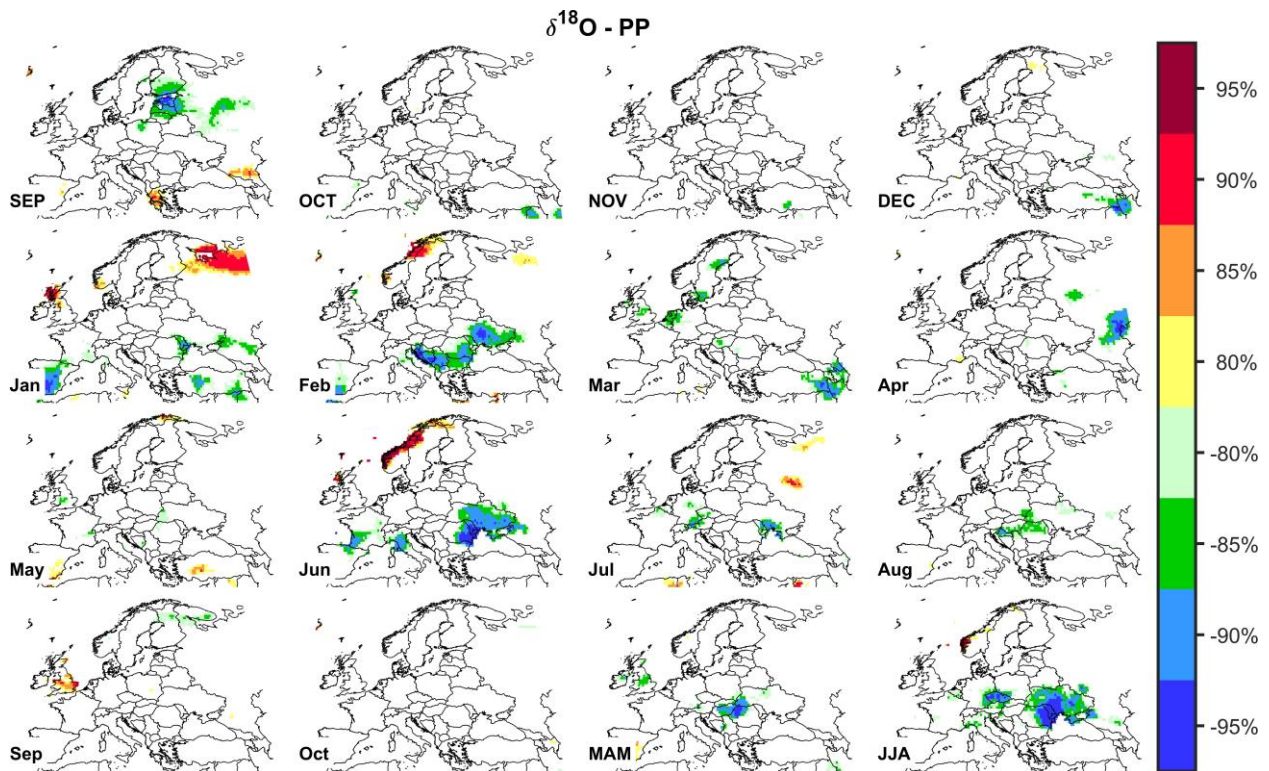 δ18O - PP
SEP
OCT
NOV
DEC
Jan
Feb
Mar
Apr
May
Jun
Jul
Aug
Sep
Oct
MAM
JJA
95%
90%
85%
80%
-80%
-85%
-90%
-95%